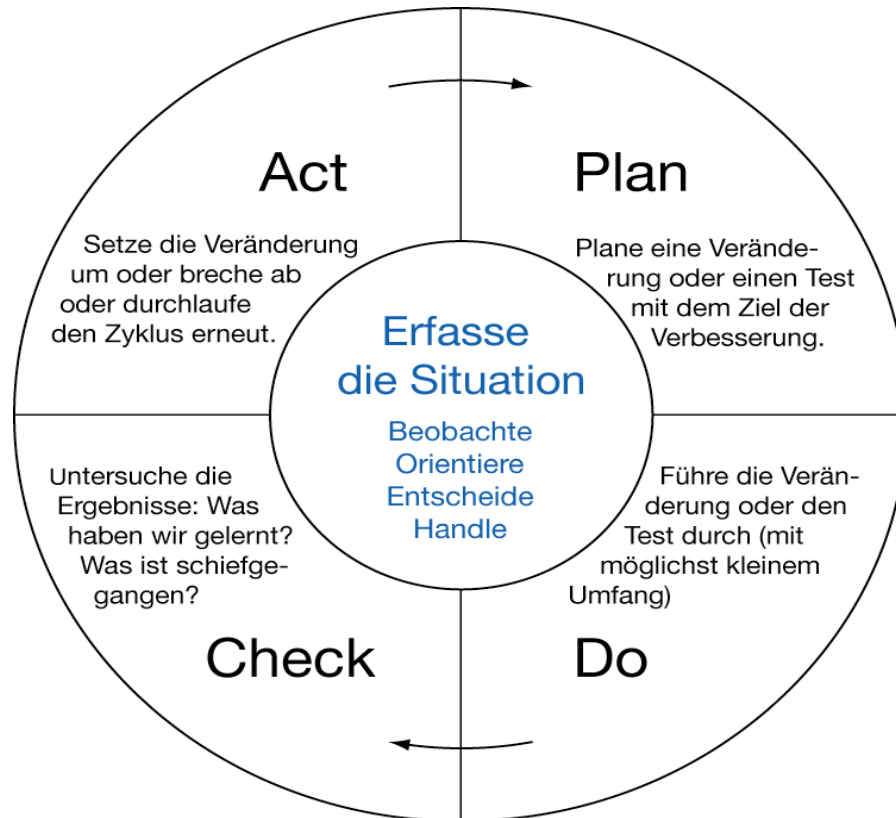 Act
Setze die Veränderung
um oder breche ab
oder durchlaufe
den Zyklus erneut.
Plan
Plane eine Verände-
rung oder einen Test
mit dem Ziel der
Verbesserung.
Erfasse
die Situation
Beobachte
Orientiere
Entscheide
Handle
Untersuche die
Ergebnisse: Was
haben wir gelernt?
Was ist schiefge-
gangen?
Check
Führe die Verän-
derung oder den
Test durch (mit
möglichst kleinem
Umfang)
Do